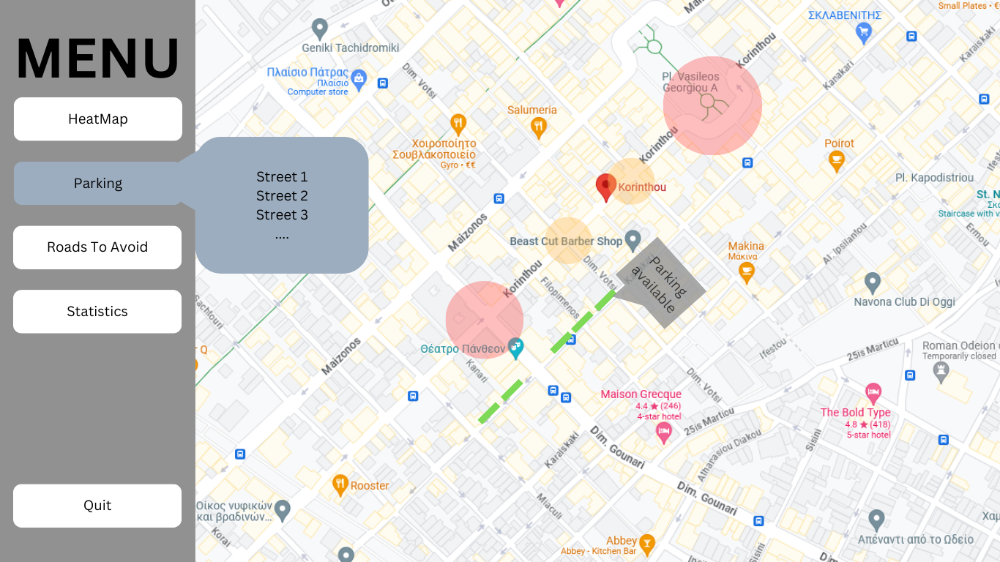 MENU
HeatMap
Parking
Roads To Avoid
Statistics
Quit
Street 1
Street 2
Street 3
....
Small Plates • €
ΣΚΛΑΒΕΝΙΤΗΣ
Geniki Tachidromiki
Korinthou
Karaiskaki
Πλαίσιο Πάτρας
Πλαίσιο
Computer store
Dim. Votsi
Pl. Vasileos
Georgiou A
Kanakari
Salumeria
Χοιροποίητο
Σουβλακοποιείο
Gyro • €€
Korinthou
Poirot
Pl. Kapodistriou
Korinthou
St. N
Staircase with v
Maizonos
Ermou
Beast Cut Barber Shop
Al. Ipsilantou
Makina
Μάκινα
Dim. Votsi
Parking
available
Korinthou
Filopimenos
Navona Club Di Oggi
Sachtouri
Maizonos
Θέατρο Πάνθεον
Kanari
Q
Ifestou
25is Martiou
Roman Odeion
Temporarily closed
Dim. Votsi
Maison Grecque
4.4 ★ (246)
4-star hotel
25is Martiou
The Bold Type
4.8 ★ (418)
5-star hotel
Dim. Gounari
Karaiskaki
Athanasiou Diakou
Sisini
Rooster
Dim. Gounari
Οίκος νυφικών
και βραδινών...
Miaculi
Korai
Abbey
Abbey - Kitchen Bar
Sisini
Απέναντι από το Ωδείο